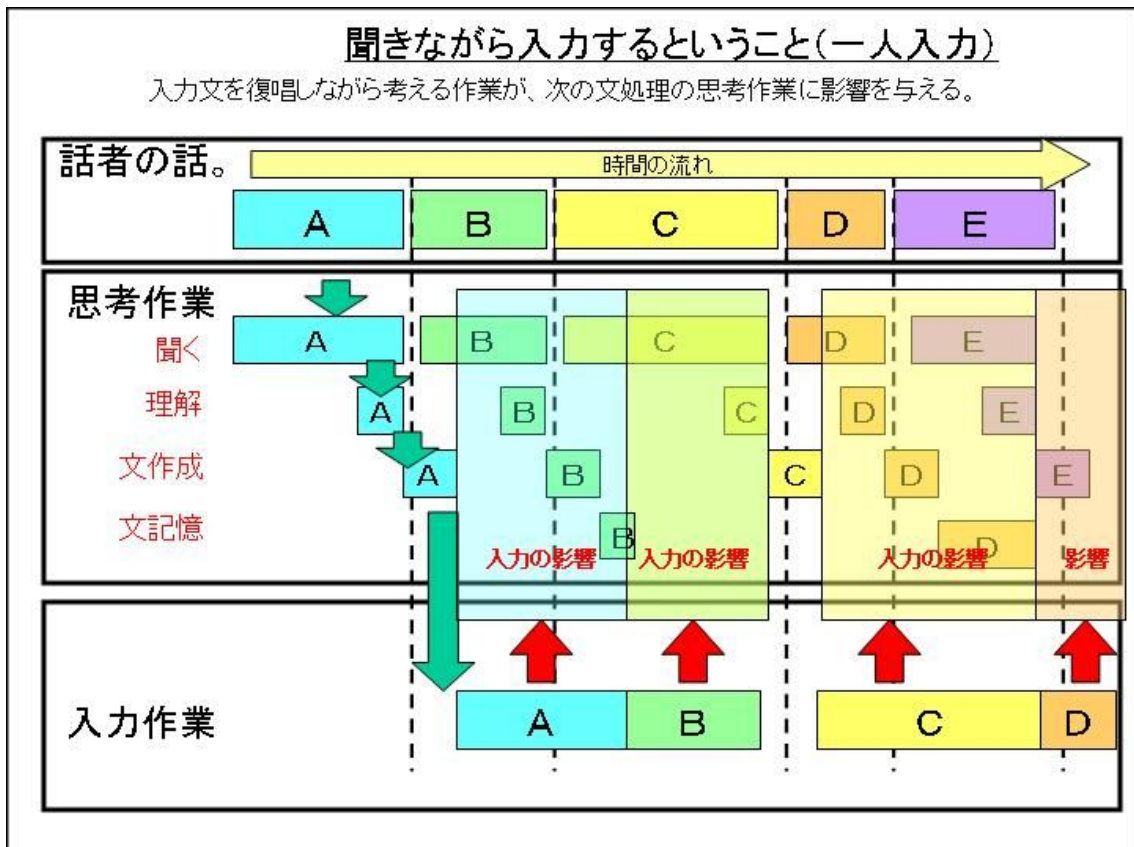 聞きながら入力するということ(一人入力)
入力文を復唱しながら考える作業が、次の文処理の思考作業に影響を与える。
話者の話。
時間の流れ
A B C D E
思考作業
聞く
A B C D E
理解
A B C D E
文作成
A B C D E
文記憶
B D
入力の影響 入力の影響 入力の影響 影響
入力作業
A B C D